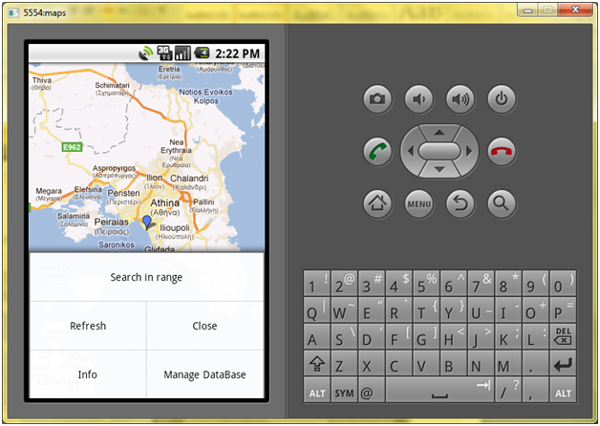 5554:maps
3G 2:22 PM
Thiva
(Θήβα)
Schimatari
(Σχηματάρι)
Eretria
(Ερέτρια)
Notios Evoikos
Kolpos
E962
Nea
Erythraia
(Νέα
Ερυθραία)
Aspropyrgos
(Ασπρόπυργος)
Ilion
(Ίλιον)
Chalandri
(Χαλάνδρι)
Megara
(Μέγαρα)
Elefsina
(Ελευσίνα)
Peristeri
(Περιστέρι)
Athina
(Αθήνα)
Pallini
(Παλλήνη)
Salamina
(Σαλαμίνα)
Peiraias
(Πειραιάς)
Ilioupoli
(Ηλιούπολη)
Saronikos
Glyfada
Search in range
Refresh Close
Info Manage DataBase
MENU
1 ! 2 @ 3 # 4 $ 5 % 6 ^ 7 & 8 * 9 ( 0 )
Q | W ~ E " R ` T { Y } U _ I - O + P =
A S \ D ' F [ G ] H < J > K ; L : DEL
Z X C V B N M .
ALT SYM @ / ? , ALT